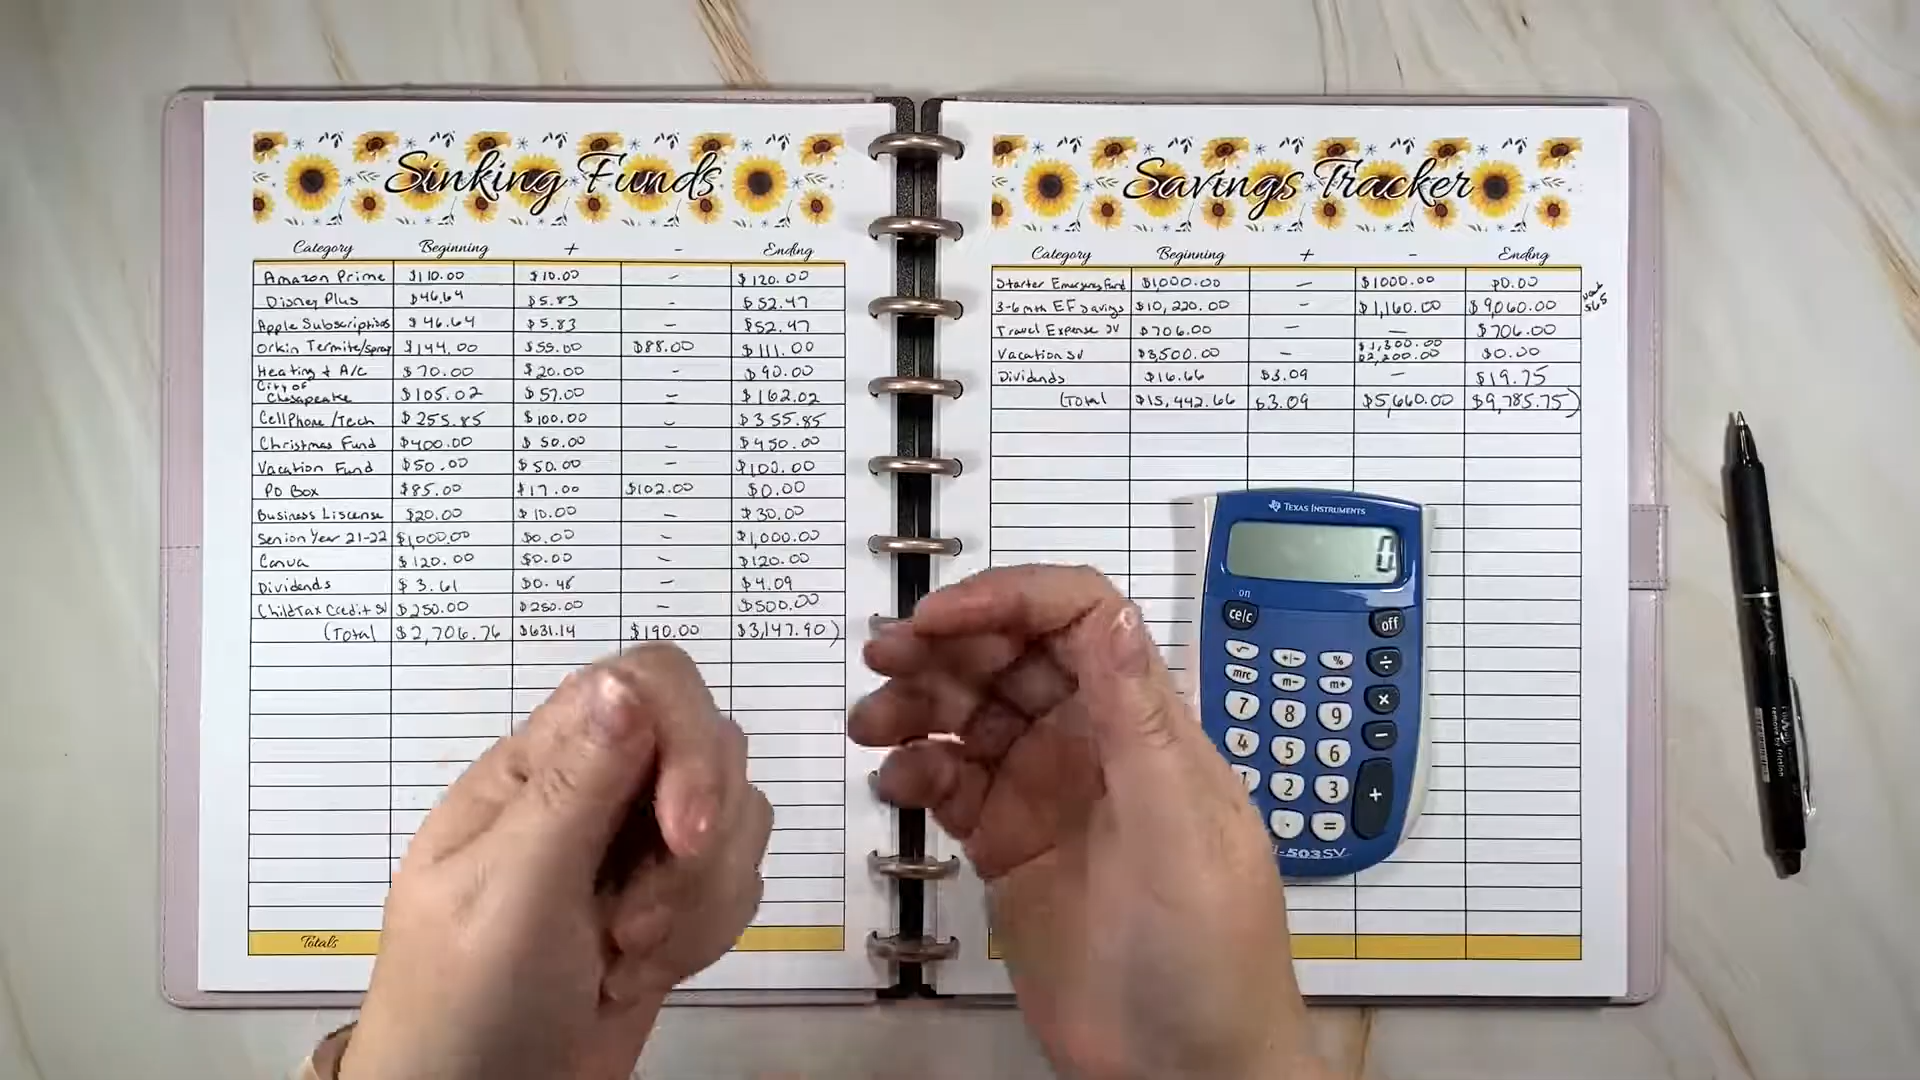 Sinking Funds
Category Beginning + - Ending
Amazon Prime $110.00 $10.00 - $120.00
Disney Plus $46.64 $5.83 - $52.47
Apple Subscriptions $46.64 $5.83 - $52.47
Orkin Termite/spray $144.00 $55.00 $88.00 $111.00
Heating & A/C $70.00 $20.00 - $90.00
City of Chesapeake $105.02 $57.00 - $162.02
Cell Phone/Tech $255.85 $100.00 - $355.85
Christmas Fund $400.00 $50.00 - $450.00
Vacation Fund $50.00 $50.00 - $100.00
PO Box $85.00 $17.00 $102.00 $0.00
Business Liscense $20.00 $10.00 - $30.00
Senior Year 21-22 $1,000.00 $0.00 - $1,000.00
Canva $120.00 $0.00 - $120.00
Dividends $3.61 $0.48 - $4.09
Child Tax Credit SV $250.00 $250.00 - $500.00
(Total $2,706.76 $631.14 $190.00 $3,147.90)
Totals
Savings Tracker
Category Beginning + - Ending
Starter Emergency Fund $1,000.00 - $1000.00 $0.00
3-6 mth EF Savings $10,220.00 - $1,160.00 $9,060.00
Travel Expense SV $706.00 - - $706.00
Vacation SV $3,500.00 - $1,300.00 $2,200.00 $0.00
Dividends $16.66 $3.09 - $19.75
(Total $15,442.66 $3.09 $5,660.00 $9,785.75)
TEXAS INSTRUMENTS
0
on
ce/c off
√ +/- % ÷
mrc m- m+
7 8 9 ×
4 5 6 −
1 2 3 +
. =
-503SV